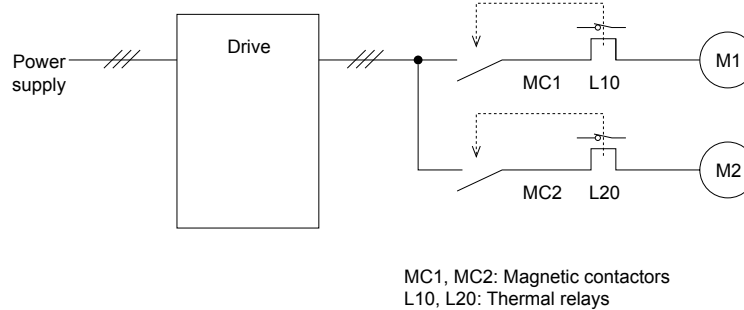 Power
supply
Drive
MC1
L10
M1
MC2
L20
M2
MC1, MC2: Magnetic contactors
L10, L20: Thermal relays